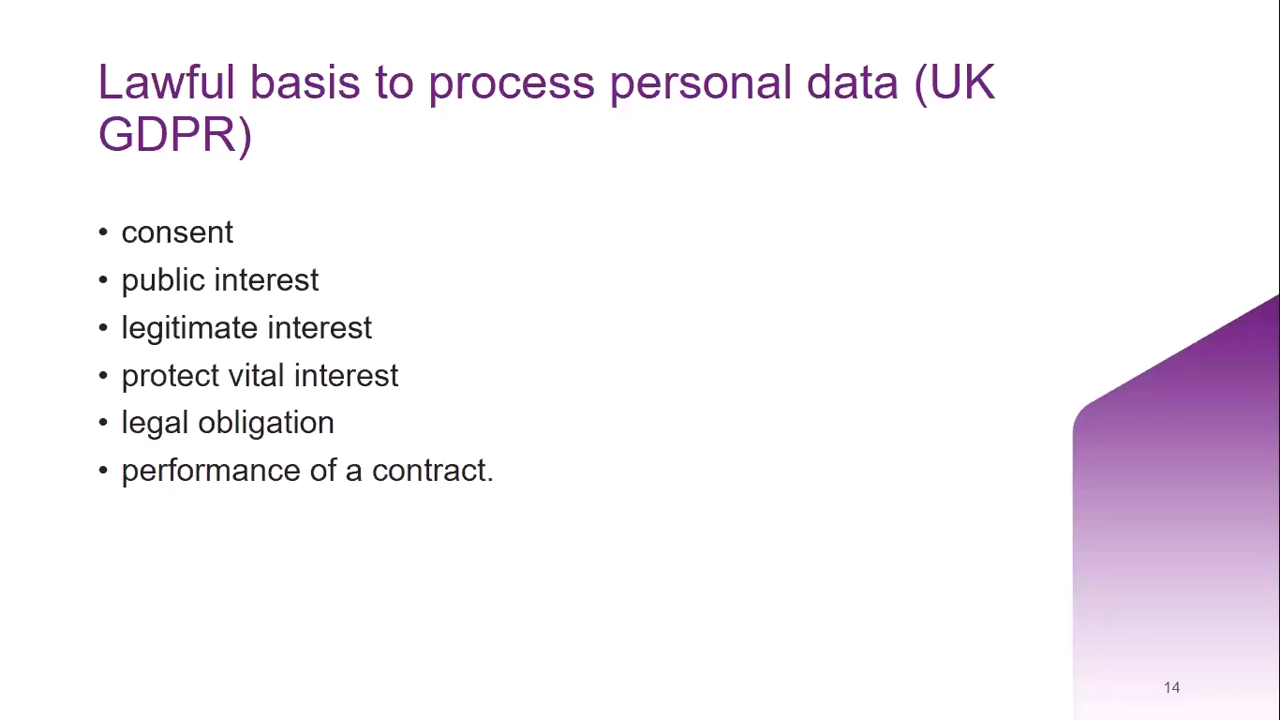 Lawful basis to process personal data (UK
GDPR)
• consent
• public interest
• legitimate interest
• protect vital interest
• legal obligation
• performance of a contract.
14